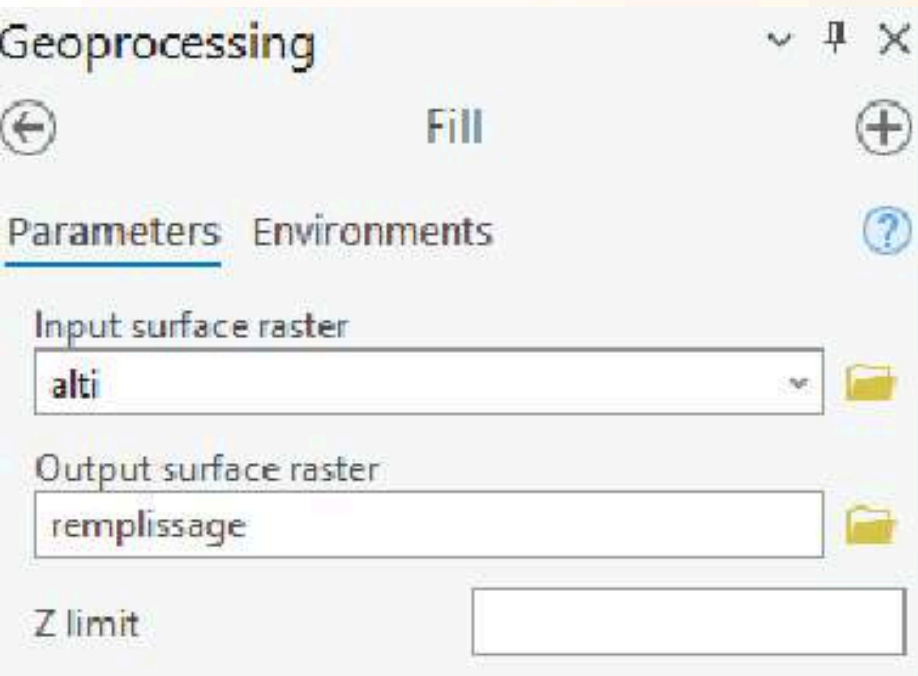 Geoprocessing
Fill
Parameters Environments
Input surface raster
alti
Output surface raster
remplissage
Z limit